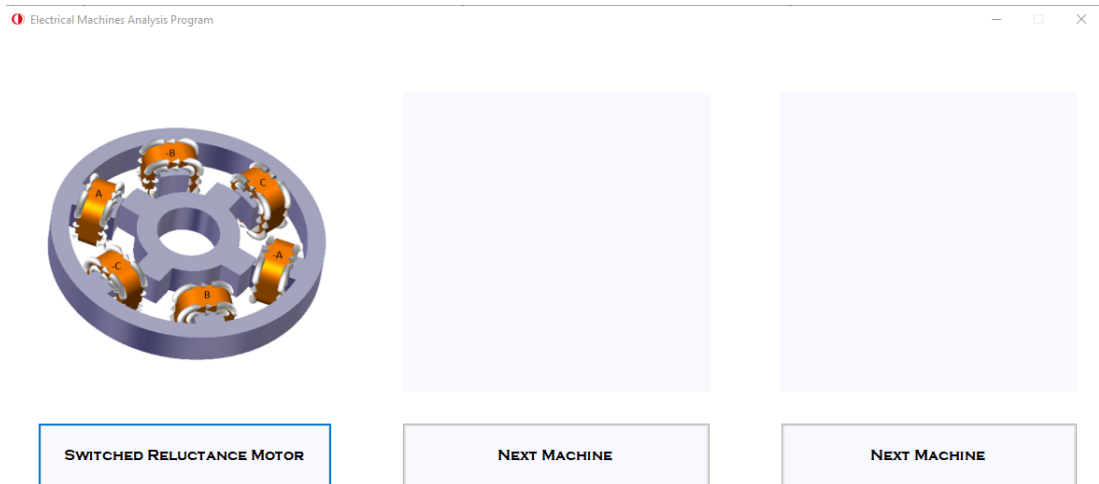 Electrical Machines Analysis Program
-B
C
A
-A
-C
B
Switched Reluctance Motor
Next Machine
Next Machine